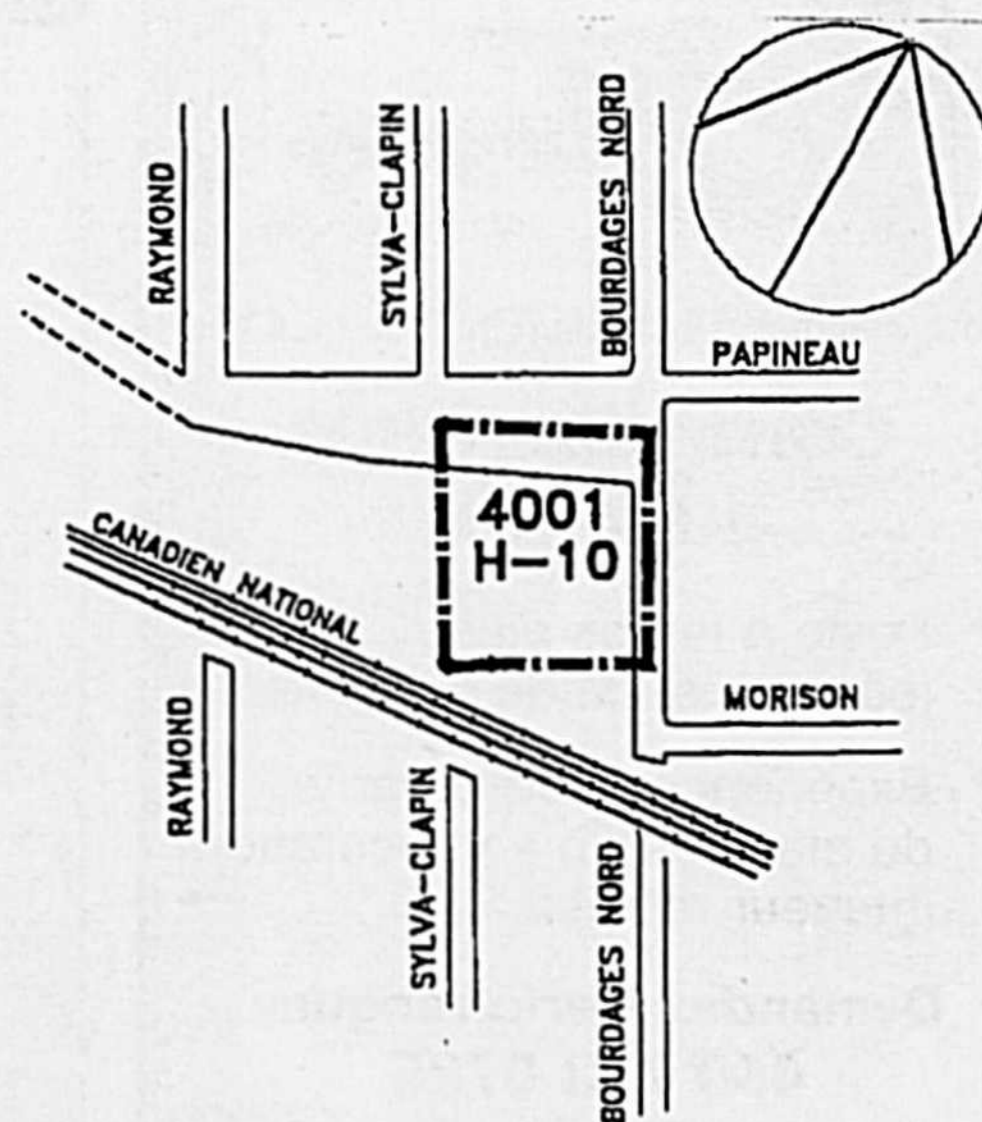 RAYMOND
SYLVA-CLAPIN
BOURDAGES NORD
PAPINEAU
4001
H-10
CANADIEN NATIONAL
MORISON
RAYMOND
SYLVA-CLAPIN
BOURDAGES NORD